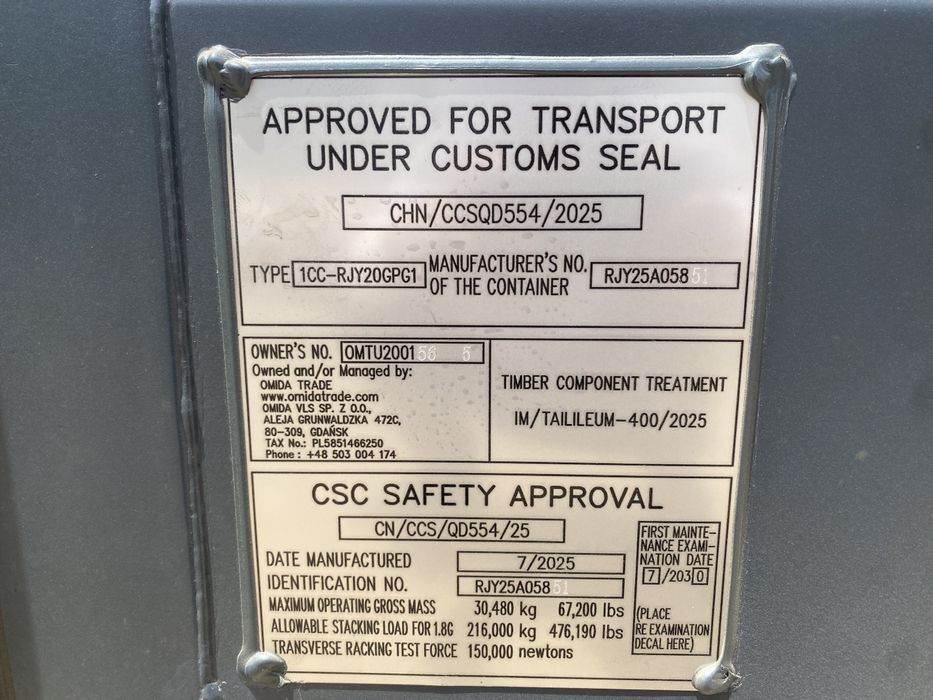 APPROVED FOR TRANSPORT
UNDER CUSTOMS SEAL
CHN/CCSQD554/2025
TYPE 1CC-RJY20GPG1 MANUFACTURER'S NO. OF THE CONTAINER RJY25A05851
OWNER'S NO. OMTU200156 5
Owned and/or Managed by:
OMIDA TRADE
www.omidatrade.com
OMIDA VLS SP. Z O.O.,
ALEJA GRUNWALDZKA 472C,
80-309, GDAŃSK
TAX No.: PL5851466250
Phone : +48 503 004 174
TIMBER COMPONENT TREATMENT
IM/TAILILEUM-400/2025
CSC SAFETY APPROVAL
CN/CCS/QD554/25
DATE MANUFACTURED 7/2025
IDENTIFICATION NO. RJY25A05851
MAXIMUM OPERATING GROSS MASS 30,480 kg 67,200 lbs
ALLOWABLE STACKING LOAD FOR 1.8G 216,000 kg 476,190 lbs
TRANSVERSE RACKING TEST FORCE 150,000 newtons
FIRST MAINTE-
NANCE EXAMI-
NATION DATE
7/2030
(PLACE
RE EXAMINATION
DECAL HERE)